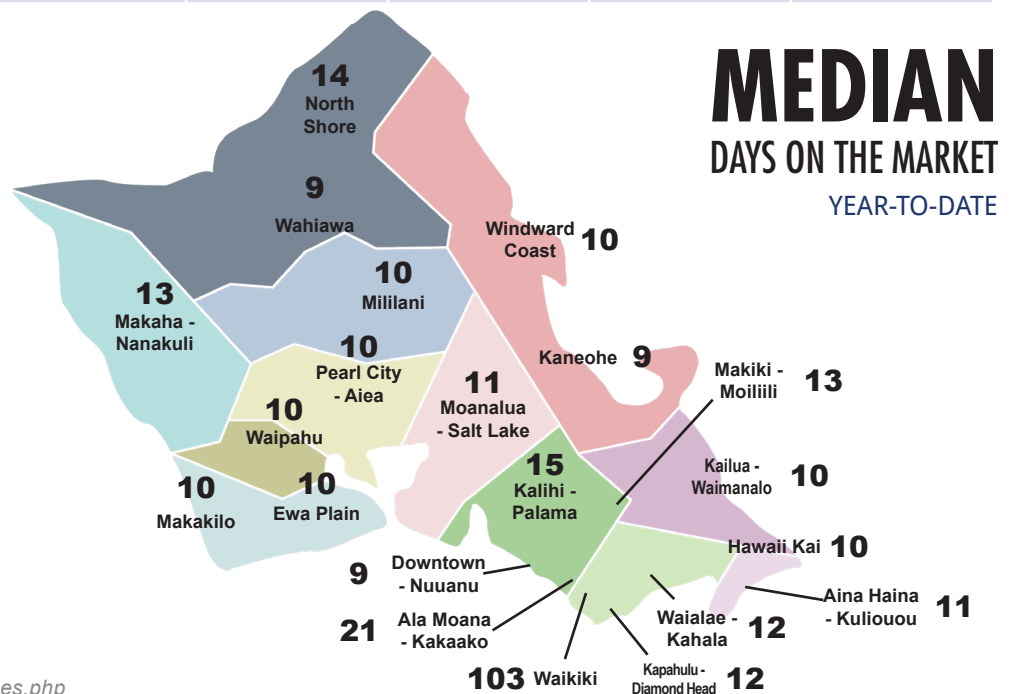 MEDIAN
DAYS ON THE MARKET
YEAR-TO-DATE
14
North
Shore
9
Wahiawa
Windward
Coast
10
10
Mililani
13
Makaha -
Nanakuli
10
Pearl City
- Aiea
Kaneohe
9
11
Moanalua
- Salt Lake
Makiki -
Moiliili
13
10
Waipahu
15
Kalihi -
Palama
Kailua -
Waimanalo
10
10
Makakilo
10
Ewa Plain
Hawaii Kai
10
9
Downtown
- Nuuanu
Aina Haina
- Kuliouou
11
21
Ala Moana
- Kakaako
Waialae -
Kahala
12
103
Waikiki
Kapahulu -
Diamond Head
12
es.php